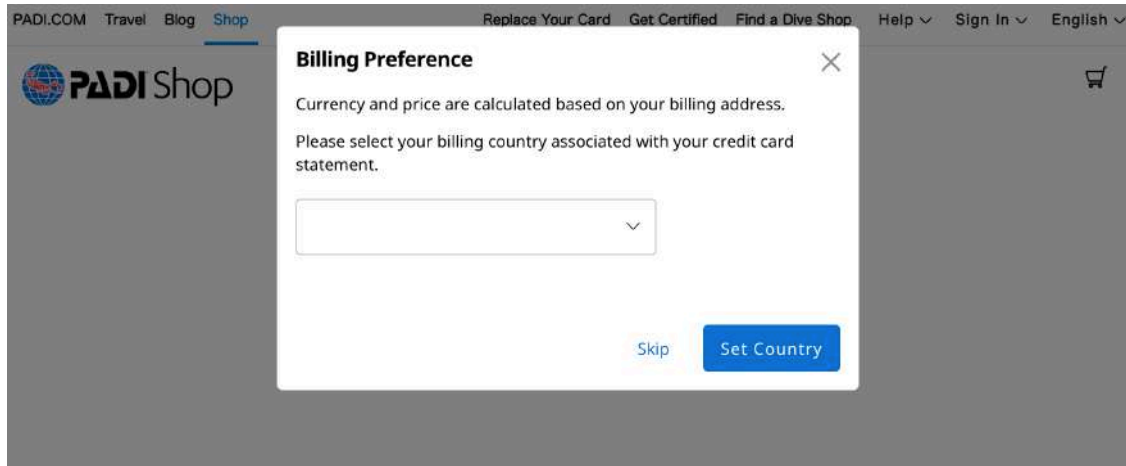 PADI.COM Travel Blog Shop Replace Your Card Get Certified Find a Dive Shop Help Sign In English
PADI Shop
Billing Preference
Currency and price are calculated based on your billing address.
Please select your billing country associated with your credit card
statement.
Skip Set Country